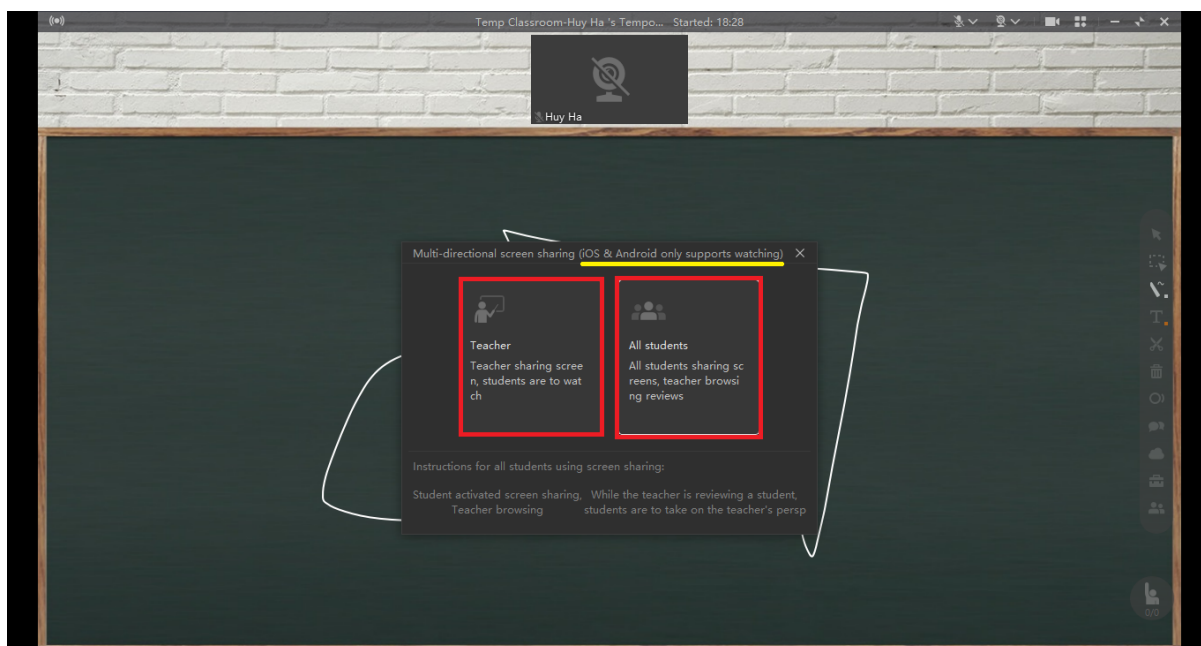 Temp Classroom-Huy Ha 's Tempo... Started: 18:28
Huy Ha
Multi-directional screen sharing (iOS & Android only supports watching)
Teacher
Teacher sharing scree
n, students are to wat
ch
All students
All students sharing sc
reens, teacher browsi
ng reviews
Instructions for all students using screen sharing:
Student activated screen sharing,
Teacher browsing
While the teacher is reviewing a student,
students are to take on the teacher's persp
T
0/0